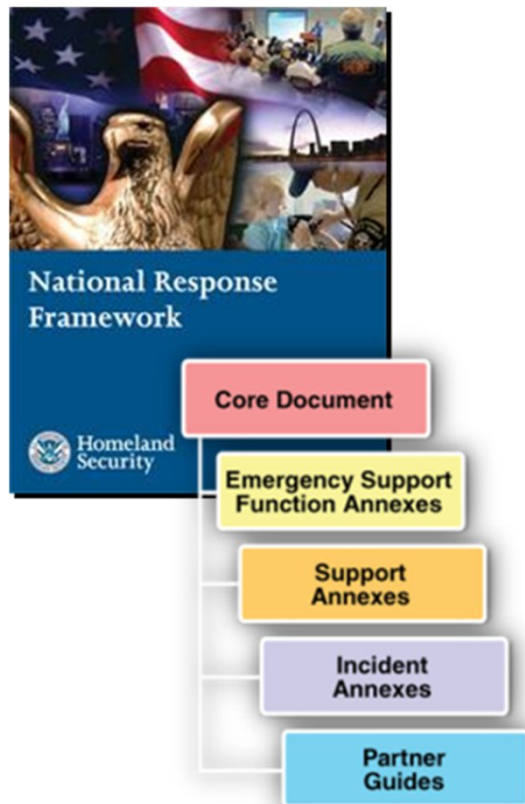 National Response
Framework
Homeland
Security
Core Document
Emergency Support
Function Annexes
Support
Annexes
Incident
Annexes
Partner
Guides